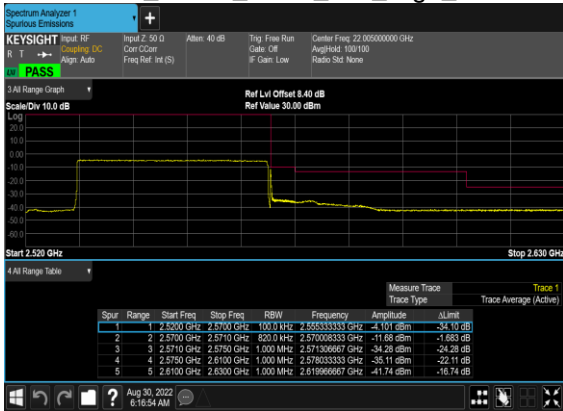 Spectrum Analyzer 1
Spurious Emissions
+
KEYSIGHT Input: RF Input Z: 50 Ω Atten: 40 dB Trig: Free Run Center Freq: 22.005000000 GHz
R T Coupling: DC Corr CCorr Gate: Off Avg|Hold: 100/100
Align: Auto Freq Ref: Int (S) IF Gain: Low Radio Std: None
PASS
3 All Range Graph Ref Lvl Offset 8.40 dB
Scale/Div 10.0 dB Ref Value 30.00 dBm
Log
20.0
10.0
0.00
-10.0
-20.0
-30.0
-40.0
-50.0
-60.0
Start 2.520 GHz Stop 2.630 GHz
4 All Range Table
Measure Trace Trace 1
Trace Type Trace Average (Active)
Spur Range Start Freq Stop Freq RBW Frequency Amplitude ΔLimit
1 1 2.5200 GHz 2.5700 GHz 100.0 kHz 2.555333333 GHz -4.101 dBm -34.10 dB
2 2 2.5700 GHz 2.5710 GHz 820.0 kHz 2.570008333 GHz -11.68 dBm -1.683 dB
3 3 2.5710 GHz 2.5750 GHz 1.000 MHz 2.571306667 GHz -34.28 dBm -24.28 dB
4 4 2.5750 GHz 2.6100 GHz 1.000 MHz 2.578033333 GHz -35.11 dBm -22.11 dB
5 5 2.6100 GHz 2.6300 GHz 1.000 MHz 2.619966667 GHz -41.74 dBm -16.74 dB
? Aug 30, 2022
6:16:54 AM